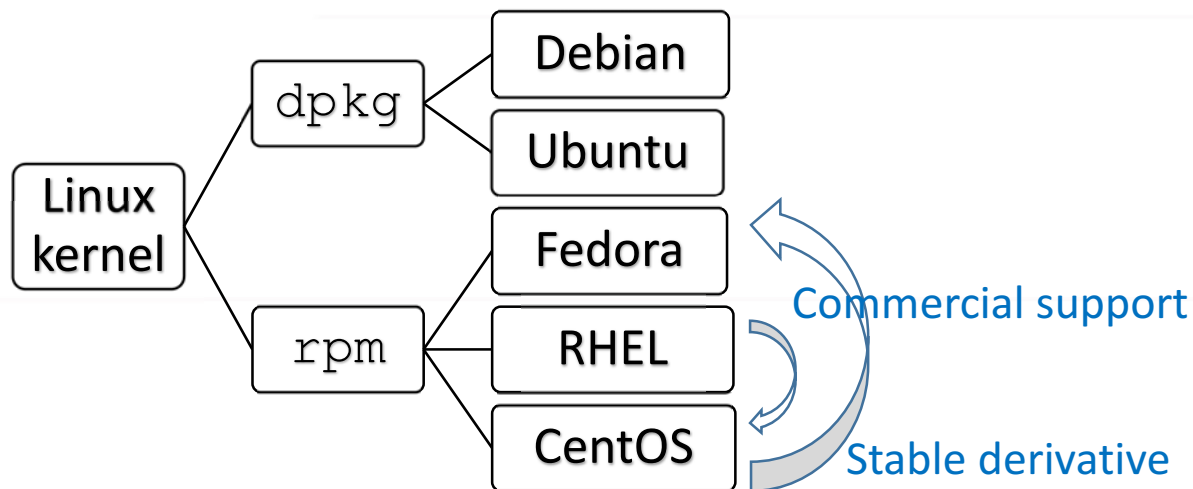 Debian
dpkg
Ubuntu
Linux
kernel
Fedora
Commercial support
rpm
RHEL
CentOS
Stable derivative